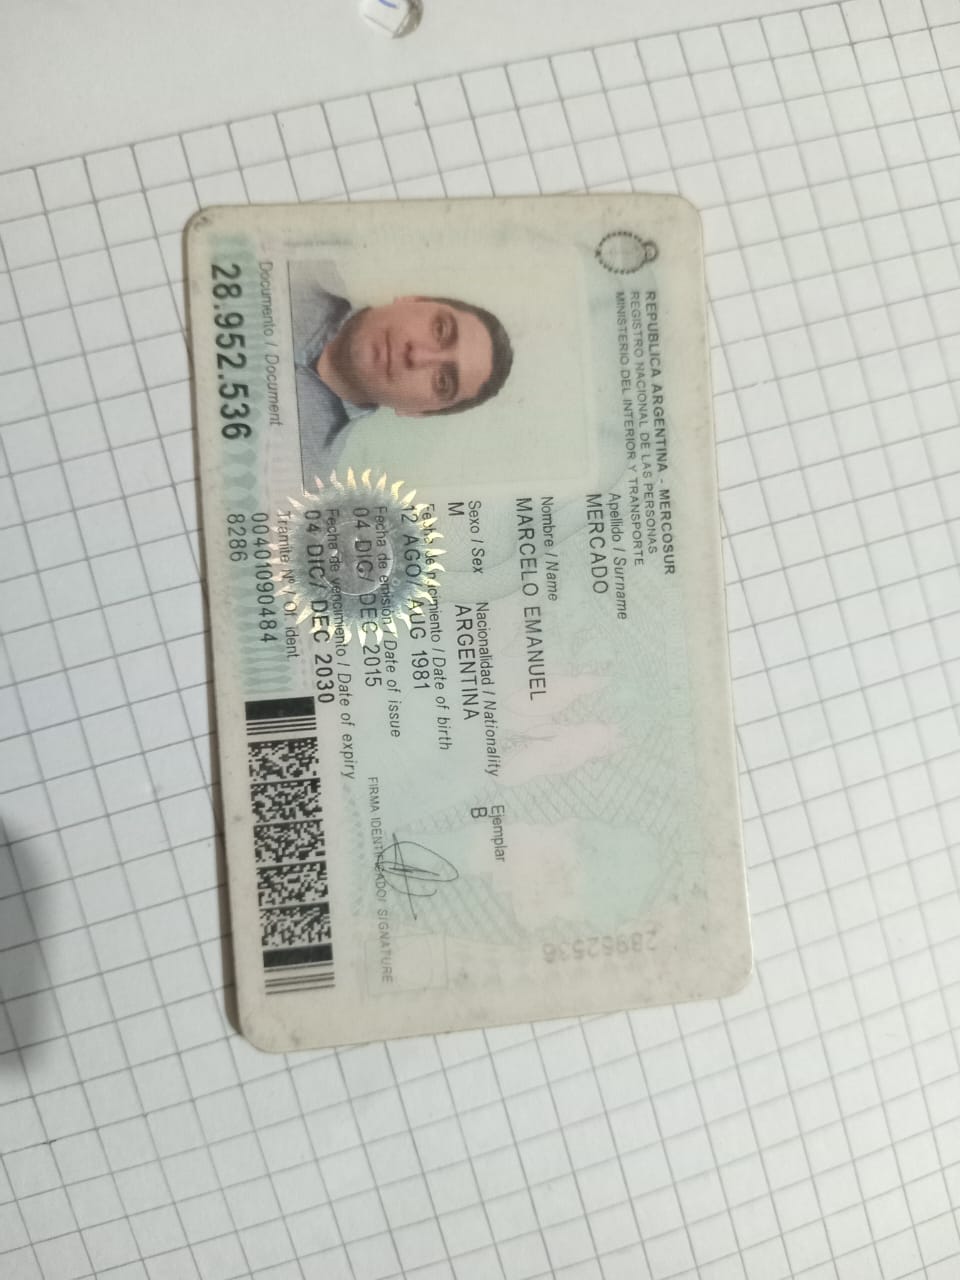 REPUBLICA ARGENTINA - MERCOSUR
REGISTRO NACIONAL DE LAS PERSONAS
MINISTERIO DEL INTERIOR Y TRANSPORTE
Apellido / Surname
MERCADO
Nombre / Name
MARCELO EMANUEL
Sexo / Sex Nacionalidad / Nationality Ejemplar
M ARGENTINA B
Fecha de nacimiento / Date of birth
12 AGO/ AUG 1981
Fecha de emisión / Date of issue
04 DIC/ DEC 2015
Fecha de vencimiento / Date of expiry
04 DIC/ DEC 2030
FIRMA IDENTIFICADO/ SIGNATURE
Trámite Nº / Of. ident.
00401090484
8286
Documento / Document
28.952.536
28952536